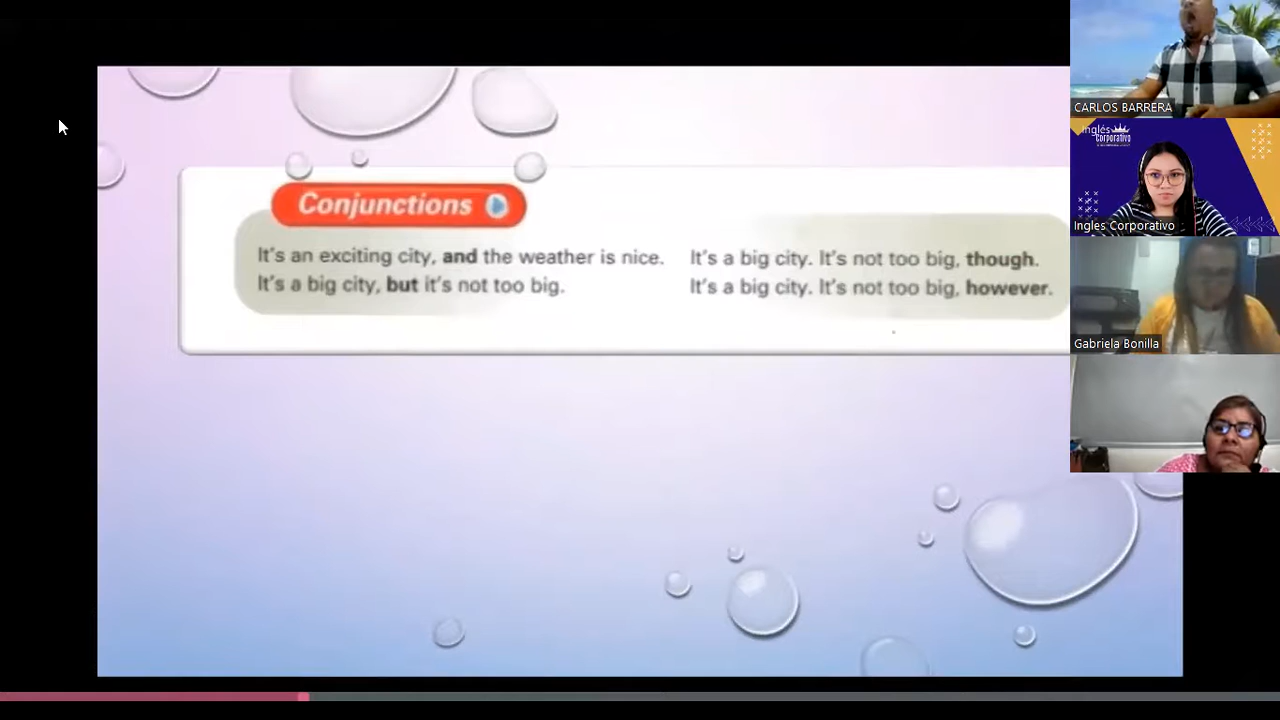 Conjunctions
It's an exciting city, and the weather is nice.
It's a big city, but it's not too big.
It's a big city. It's not too big, though.
It's a big city. It's not too big, however.
CARLOS BARRERA
Inglés
Corporativo
Ingles Corporativo
Gabriela Bonilla